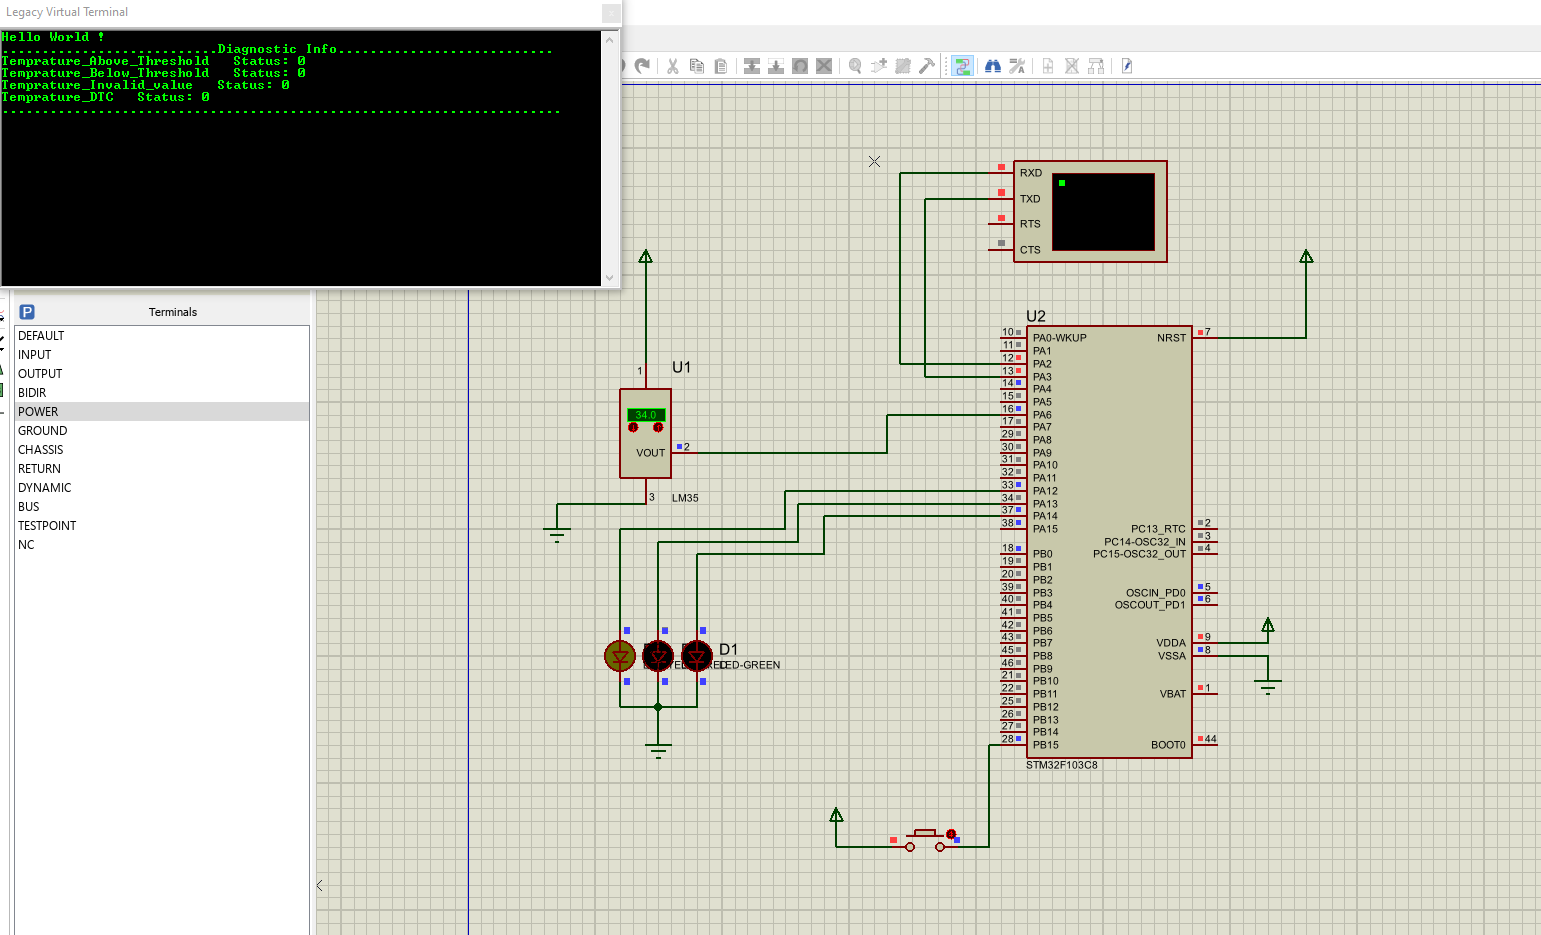 Legacy Virtual Terminal
Hello World !
...........................Diagnostic Info...........................
Temprature_Above_Threshold   Status: 0
Temprature_Below_Threshold   Status: 0
Temprature_Invalid_value   Status: 0
Temprature_DTC   Status: 0
......................................................................
P Terminals
DEFAULT
INPUT
OUTPUT
BIDIR
POWER
GROUND
CHASSIS
RETURN
DYNAMIC
BUS
TESTPOINT
NC
RXD
TXD
RTS
CTS
U1
1
34.0
VOUT
2
3
LM35
D1
LED-GREEN
U2
10 PA0-WKUP
11 PA1
12 PA2
13 PA3
14 PA4
15 PA5
16 PA6
17 PA7
29 PA8
30 PA9
31 PA10
32 PA11
33 PA12
34 PA13
37 PA14
38 PA15
18 PB0
19 PB1
20 PB2
39 PB3
40 PB4
41 PB5
42 PB6
43 PB7
45 PB8
46 PB9
21 PB10
22 PB11
25 PB12
26 PB13
27 PB14
28 PB15
NRST 7
PC13_RTC 2
PC14-OSC32_IN 3
PC15-OSC32_OUT 4
OSCIN_PD0 5
OSCOUT_PD1 6
VDDA 9
VSSA 8
VBAT 1
BOOT0 44
STM32F103C8